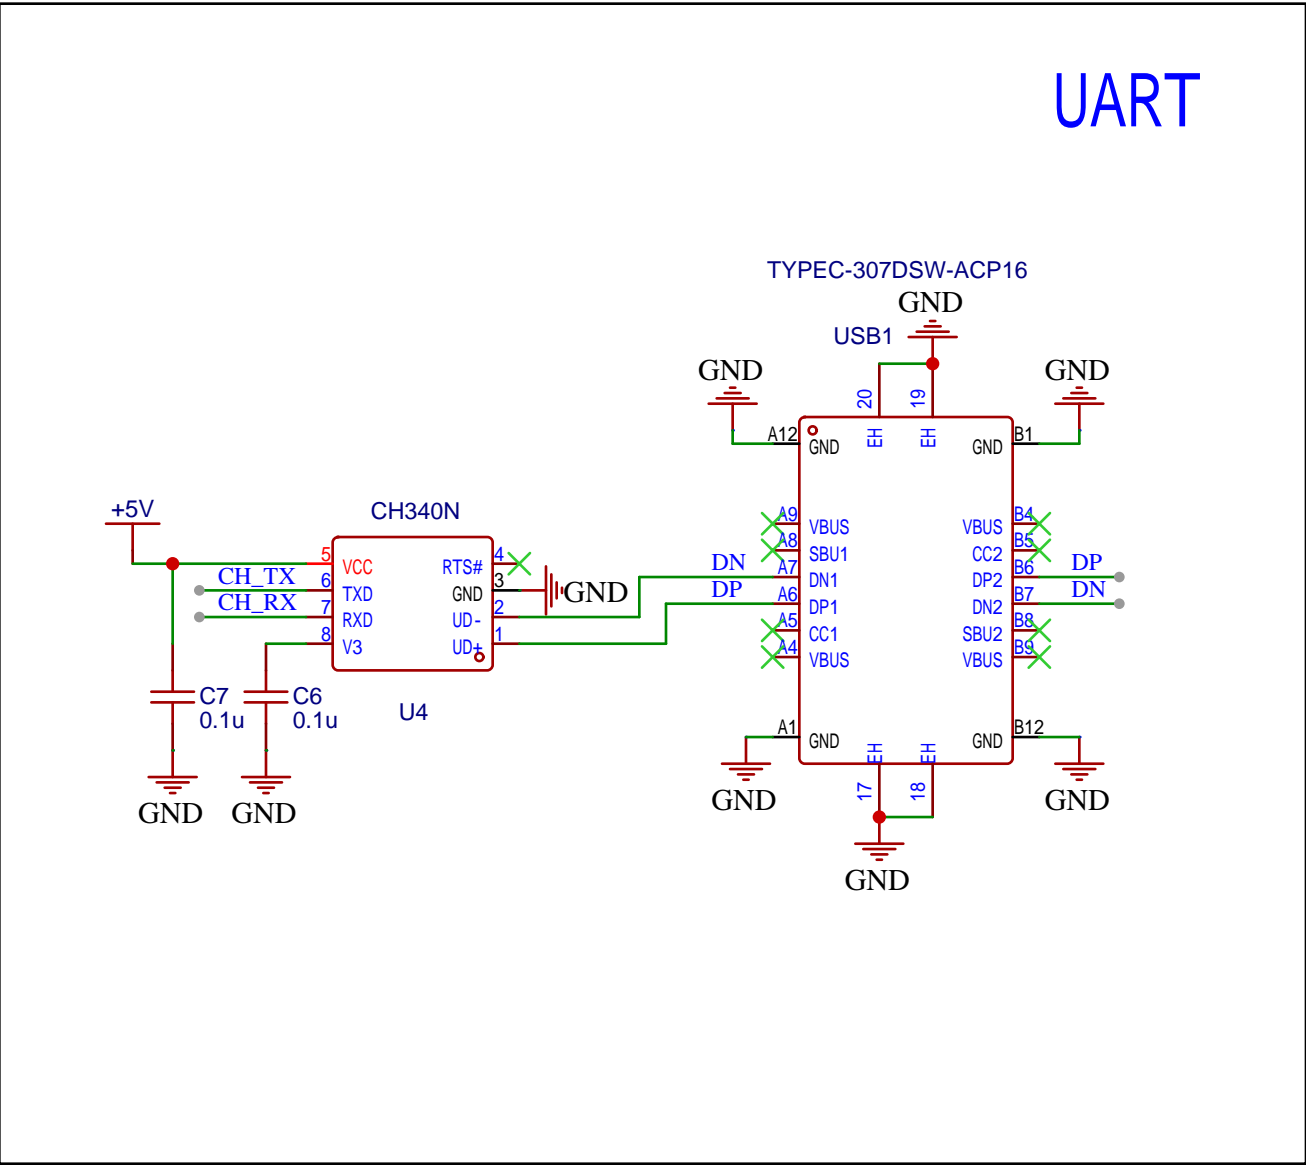 UART
TYPEC-307DSW-ACP16
GND
USB1
GND
GND
20
19
A12
GND
EH
EH
GND
B1
+5V
CH340N
A9
VBUS
VBUS
B4
A8
SBU1
CC2
B5
5
VCC
RTS#
4
DN
A7
DN1
DP2
B6
DP
CH_TX
6
TXD
GND
3
GND
DP
A6
DP1
DN2
B7
DN
CH_RX
7
RXD
UD-
2
A5
CC1
SBU2
B8
8
V3
UD+
1
A4
VBUS
VBUS
B9
C7
0.1u
C6
0.1u
U4
A1
GND
EH
EH
GND
B12
17
18
GND
GND
GND
GND
GND